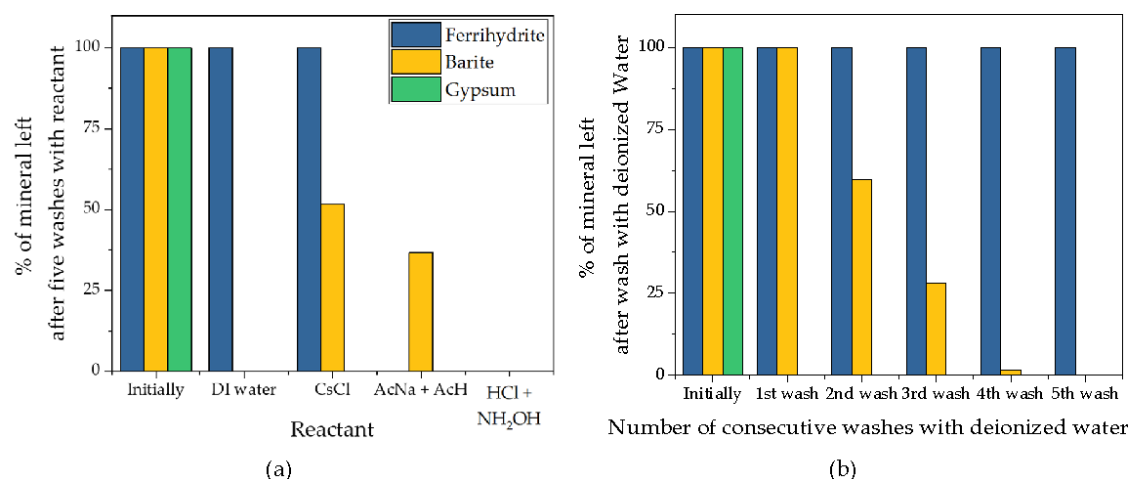 % of mineral left
after five washes with reactant
100
75
50
25
0
Ferrihydrite
Barite
Gypsum
Initially
DI water
CsCl
AcNa + AcH
HCl +
NH₂OH
Reactant
(a)
% of mineral left
after wash with deionized Water
100
75
50
25
0
Initially
1st wash
2nd wash
3rd wash
4th wash
5th wash
Number of consecutive washes with deionized water
(b)